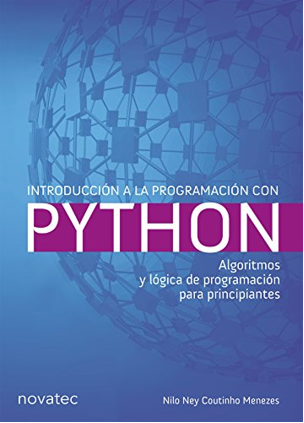 INTRODUCCIÓN A LA PROGRAMACIÓN CON
PYTHON
Algoritmos
y lógica de programación
para principiantes
novatec
Nilo Ney Coutinho Menezes